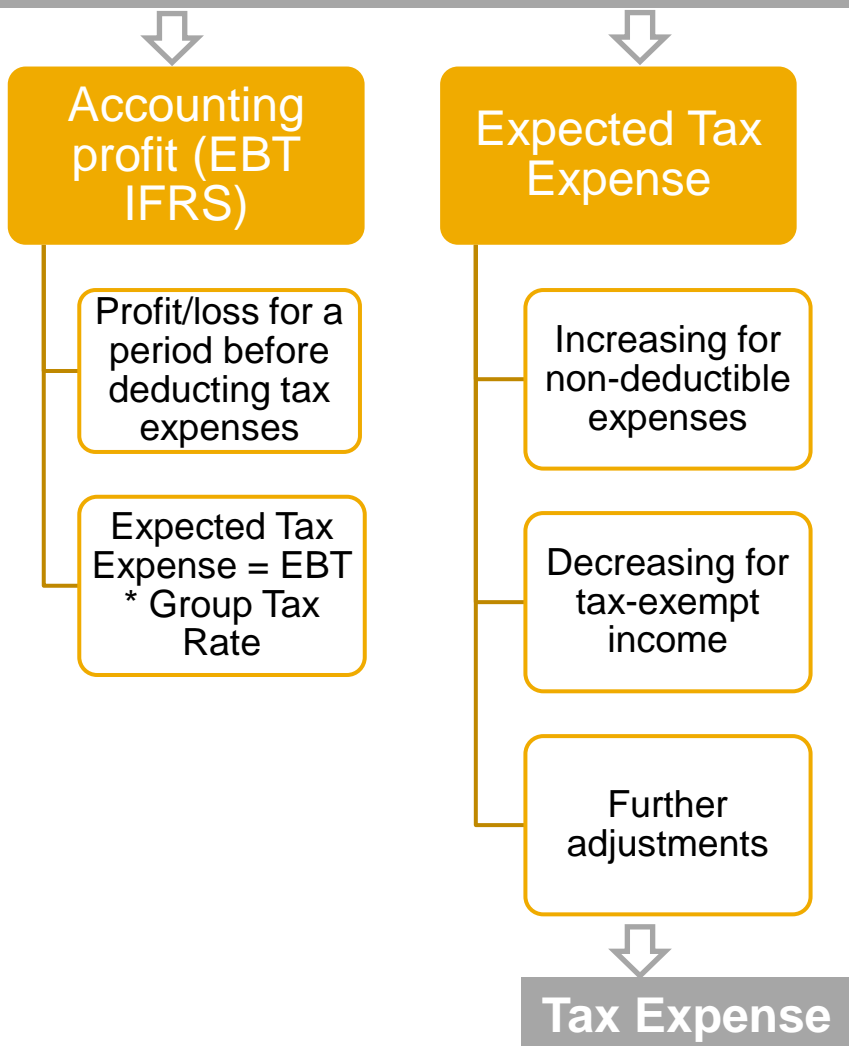 Accounting
profit (EBT
IFRS)
Profit/loss for a
period before
deducting tax
expenses
Expected Tax
Expense = EBT
* Group Tax
Rate
Expected Tax
Expense
Increasing for
non-deductible
expenses
Decreasing for
tax-exempt
income
Further
adjustments
Tax Expense